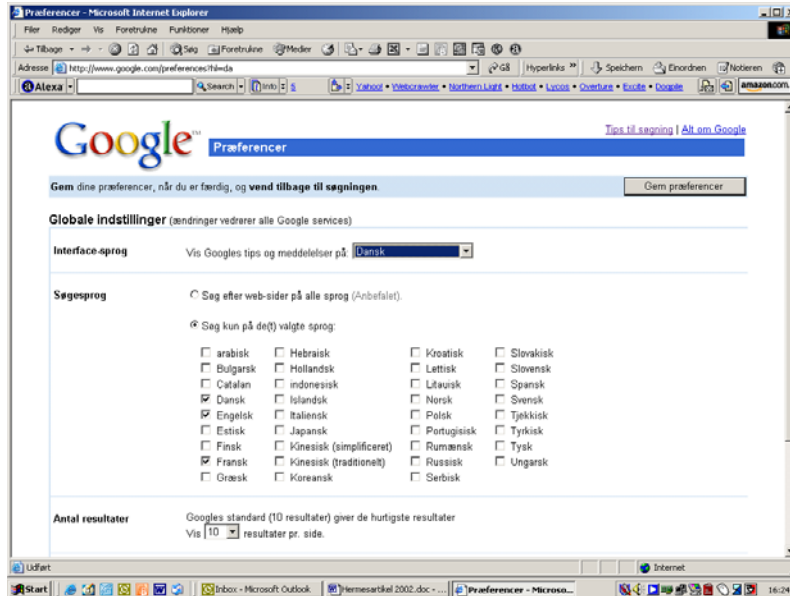 Præferencer - Microsoft Internet Explorer
Filer Rediger Vis Foretrukne Funktioner Hjælp
Tilbage Søg Foretrukne Medier
Adresse http://www.google.com/preferences?hl=da G8 Hyperlinks » Speichern Einordnen Notieren
Alexa Search Info 5 Yahoo! • Webcrawler • Northern Light • Hotbot • Lycos • Overture • Excite • Dogpile amazon.com.
Google™ Præferencer
Tips til søgning | Alt om Google
Gem dine præferencer, når du er færdig, og vend tilbage til søgningen. Gem præferencer
Globale indstillinger (ændringer vedrører alle Google services)
Interface-sprog Vis Googles tips og meddelelser på: Dansk
Søgesprog Søg efter web-sider på alle sprog (Anbefalet).
Søg kun på de(t) valgte sprog:
arabisk Hebraisk Kroatisk Slovakisk
Bulgarsk Hollandsk Lettisk Slovensk
Catalan indonesisk Litauisk Spansk
Dansk Islandsk Norsk Svensk
Engelsk Italiensk Polsk Tjekkisk
Estisk Japansk Portugisisk Tyrkisk
Finsk Kinesisk (simplificeret) Rumænsk Tysk
Fransk Kinesisk (traditionelt) Russisk Ungarsk
Græsk Koreansk Serbisk
Antal resultater Googles standard (10 resultater) giver de hurtigste resultater
Vis 10 resultater pr. side.
Udført Internet
Start Inbox - Microsoft Outlook Hermesartikel 2002.doc - ... Præferencer - Microso... 16:24